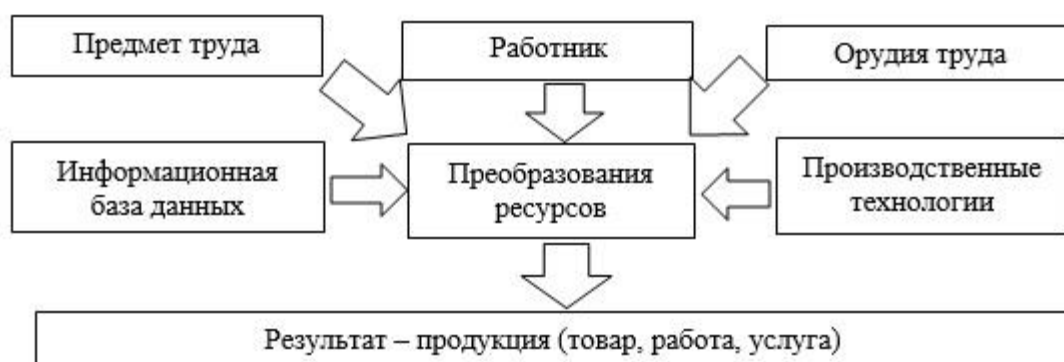 Предмет труда
Работник
Орудия труда
Информационная
база данных
Преобразования
ресурсов
Производственные
технологии
Результат – продукция (товар, работа, услуга)